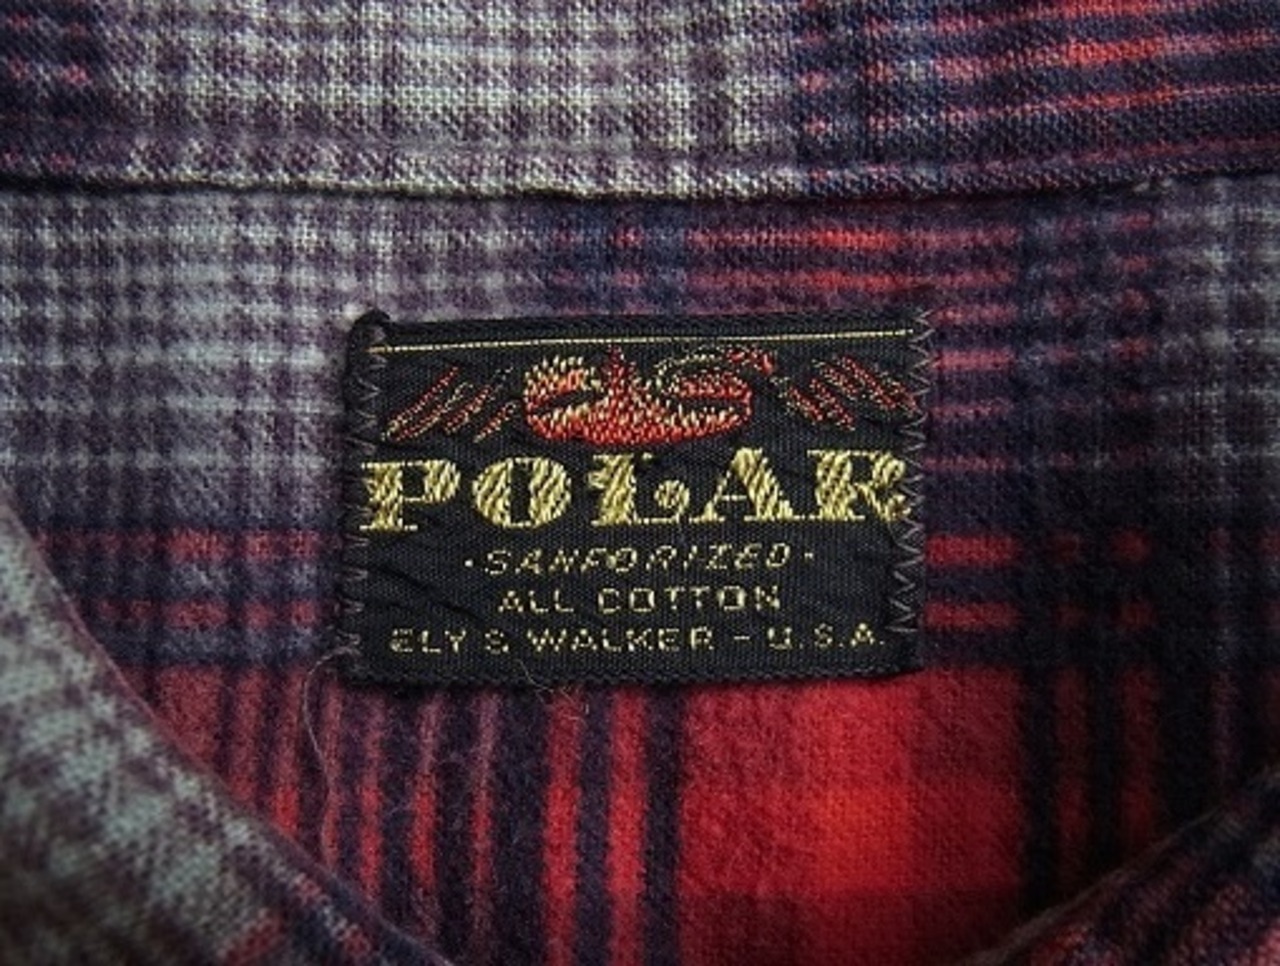 POLAR
·SANFORIZED·
ALL COTTON
ELY & WALKER - U.S.A.